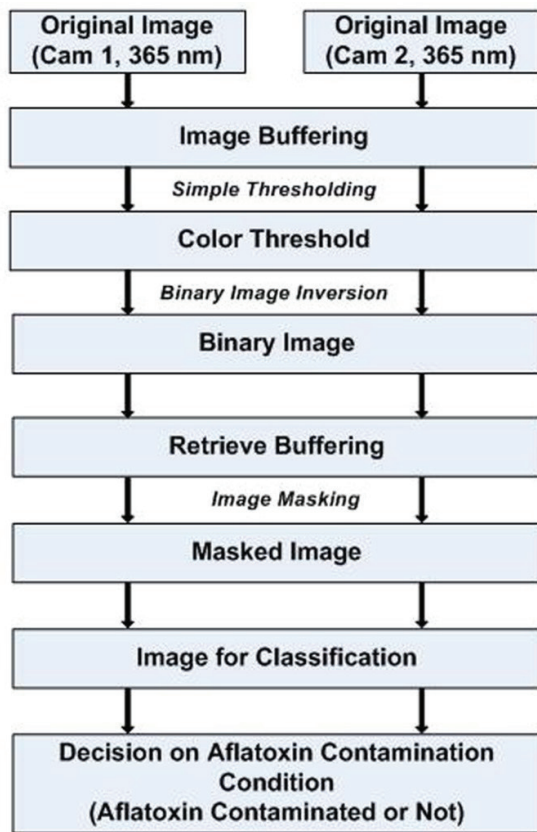 Original Image
(Cam 1, 365 nm)
Original Image
(Cam 2, 365 nm)
Image Buffering
Simple Thresholding
Color Threshold
Binary Image Inversion
Binary Image
Retrieve Buffering
Image Masking
Masked Image
Image for Classification
Decision on Aflatoxin Contamination
Condition
(Aflatoxin Contaminated or Not)